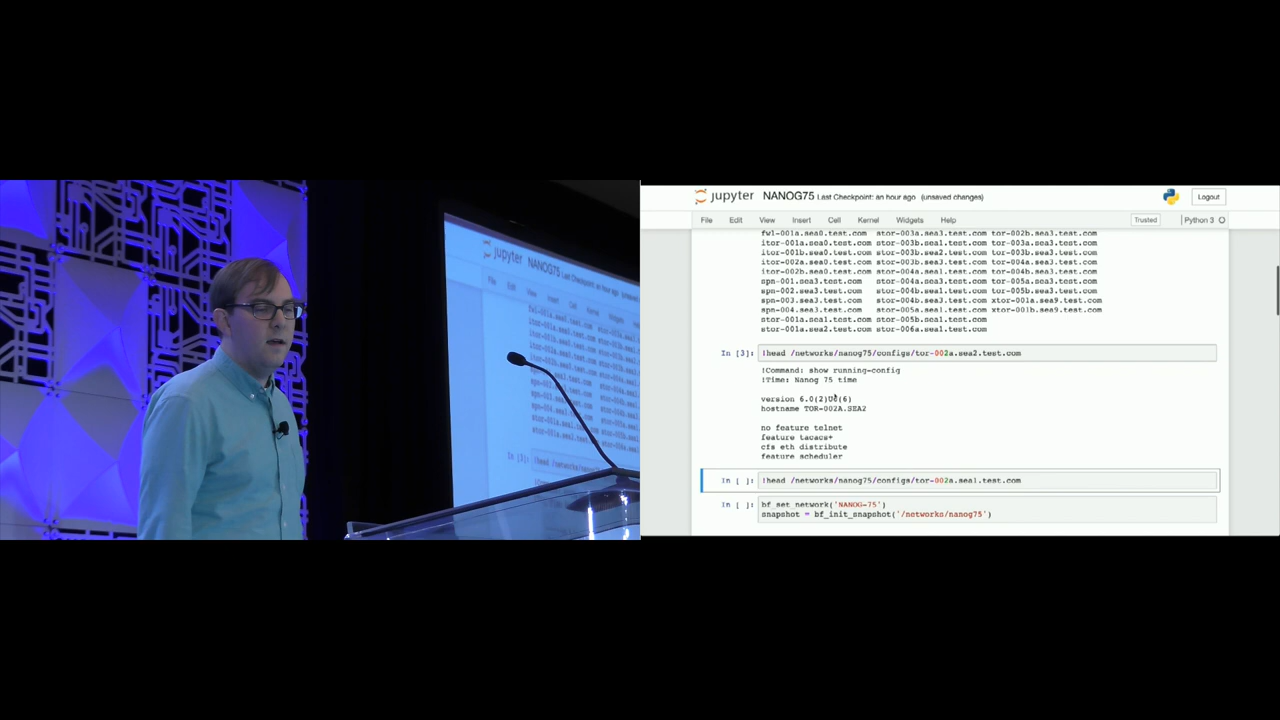 jupyter NANOG75 Last Checkpoint: an hour ago (unsaved changes) Logout
File Edit View Insert Cell Kernel Widgets Help Trusted Python 3
fwl-001a.sea0.test.com stor-003a.sea3.test.com tor-002b.sea3.test.com
itor-001a.sea0.test.com stor-003b.sea1.test.com tor-003a.sea3.test.com
itor-001b.sea0.test.com stor-003b.sea2.test.com tor-003b.sea3.test.com
itor-002a.sea0.test.com stor-003b.sea3.test.com tor-004a.sea3.test.com
itor-002b.sea0.test.com stor-004a.sea1.test.com tor-004b.sea3.test.com
spn-001.sea3.test.com stor-004a.sea3.test.com tor-005a.sea3.test.com
spn-002.sea3.test.com stor-004b.sea1.test.com tor-005b.sea3.test.com
spn-003.sea3.test.com stor-004b.sea3.test.com xtor-001a.sea9.test.com
spn-004.sea3.test.com stor-005a.sea1.test.com xtor-001b.sea9.test.com
stor-001a.sea1.test.com stor-005b.sea1.test.com
stor-001a.sea2.test.com stor-006a.sea1.test.com
In [3]: !head /networks/nanog75/configs/tor-002a.sea2.test.com
!Command: show running-config
!Time: Nanog 75 time
version
hostname TOR-002A.SEA2
no feature telnet
feature tacacs+
cfs eth distribute
feature scheduler
In [ ]: !head /networks/nanog75/configs/tor-002a.sea1.test.com
In [ ]: bf_set_network('NANOG-75')
snapshot = bf_init_snapshot('/networks/nanog75')
jupyter NANOG75